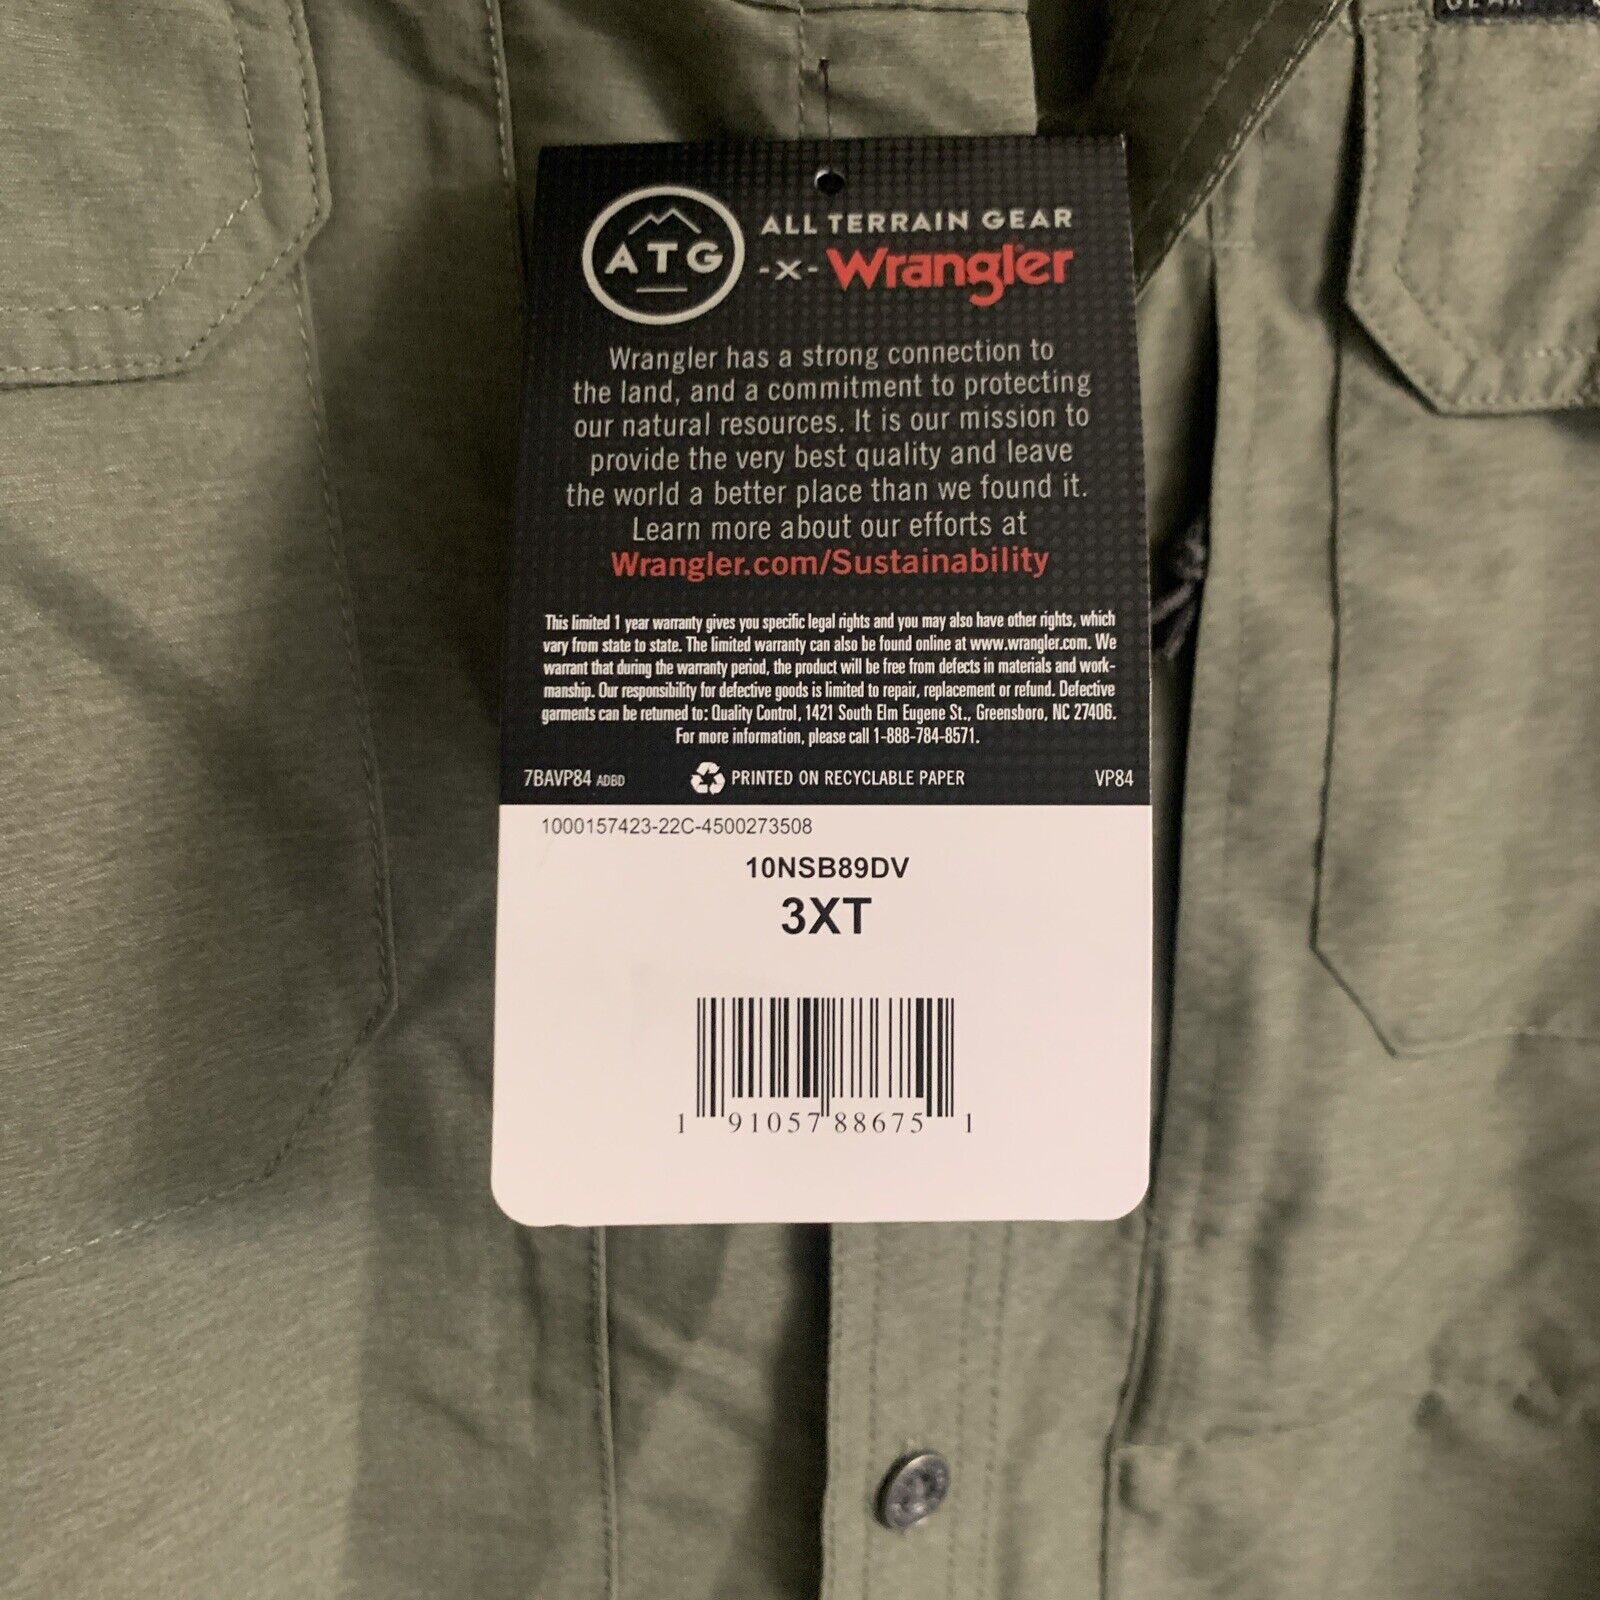 GEAR
ATG
ALL TERRAIN GEAR
-X- Wrangler
Wrangler has a strong connection to
the land, and a commitment to protecting
our natural resources. It is our mission to
provide the very best quality and leave
the world a better place than we found it.
Learn more about our efforts at
Wrangler.com/Sustainability
This limited 1 year warranty gives you specific legal rights and you may also have other rights, which
vary from state to state. The limited warranty can also be found online at www.wrangler.com. We
warrant that during the warranty period, the product will be free from defects in materials and work-
manship. Our responsibility for defective goods is limited to repair, replacement or refund. Defective
garments can be returned to: Quality Control, 1421 South Elm Eugene St., Greensboro, NC 27406.
For more information, please call 1-888-784-8571.
7BAVP84 ADBD PRINTED ON RECYCLABLE PAPER VP84
1000157423-22C-4500273508
10NSB89DV
3XT
1 91057 88675 1